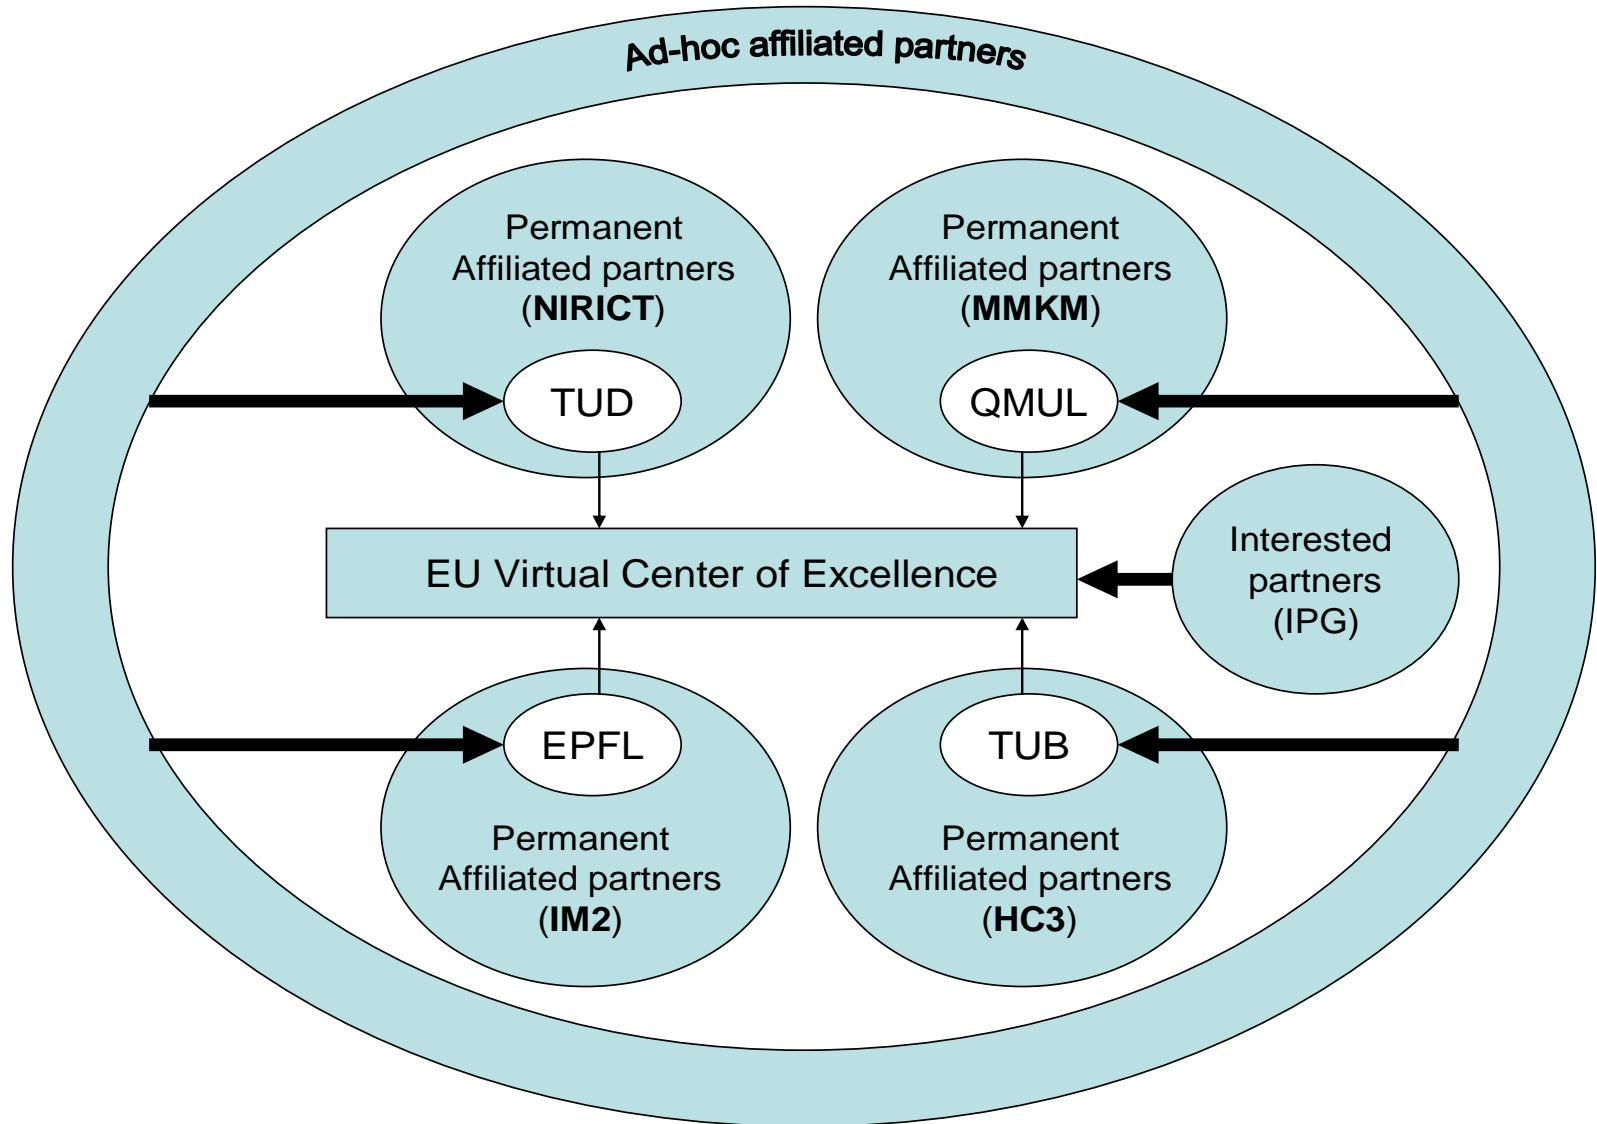 Ad-hoc affiliated partners
Permanent
Affiliated partners
(NIRICT)
TUD
Permanent
Affiliated partners
(MMKM)
QMUL
EU Virtual Center of Excellence
Interested
partners
(IPG)
EPFL
Permanent
Affiliated partners
(IM2)
TUB
Permanent
Affiliated partners
(HC3)